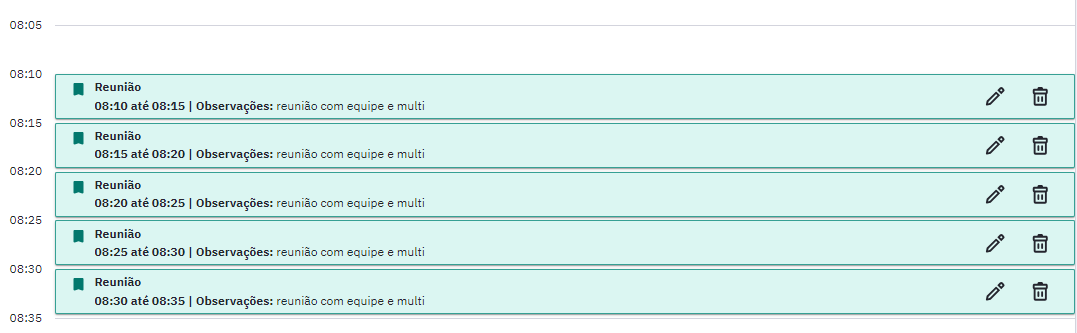 08:05
08:10
Reunião
08:10 até 08:15 | Observações: reunião com equipe e multi
08:15
Reunião
08:15 até 08:20 | Observações: reunião com equipe e multi
08:20
Reunião
08:20 até 08:25 | Observações: reunião com equipe e multi
08:25
Reunião
08:25 até 08:30 | Observações: reunião com equipe e multi
08:30
Reunião
08:30 até 08:35 | Observações: reunião com equipe e multi
08:35